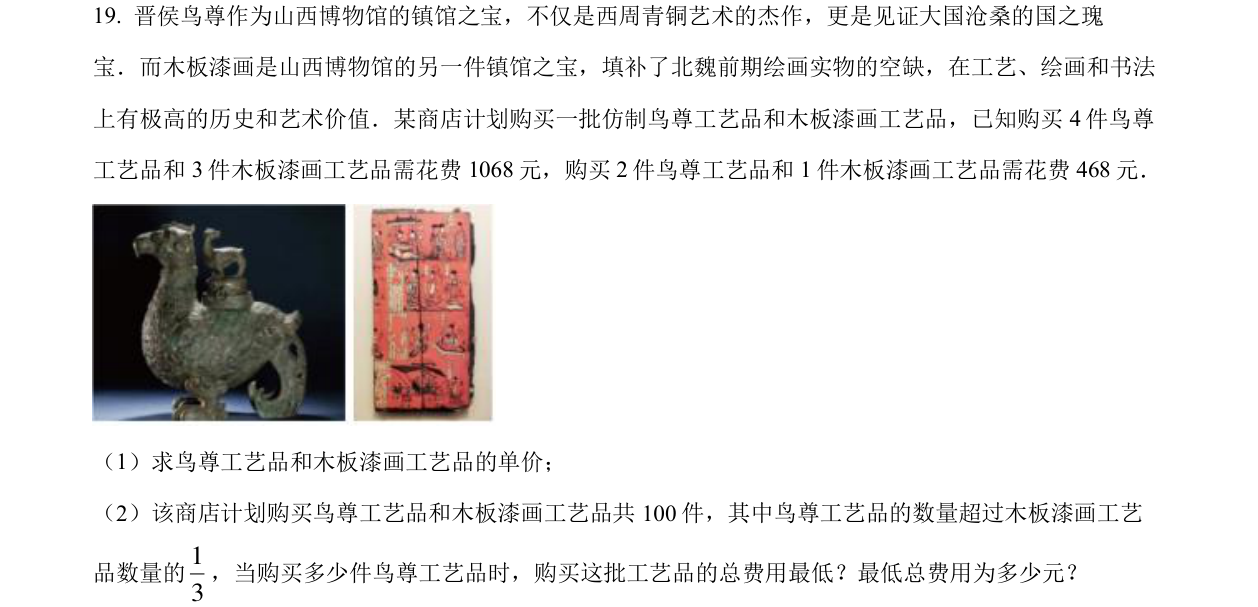 19. 晋侯鸟尊作为山西博物馆的镇馆之宝，不仅是西周青铜艺术的杰作，更是见证大国沧桑的国之瑰
宝．而木板漆画是山西博物馆的另一件镇馆之宝，填补了北魏前期绘画实物的空缺，在工艺、绘画和书法
上有极高的历史和艺术价值．某商店计划购买一批仿制鸟尊工艺品和木板漆画工艺品，已知购买 4 件鸟尊
工艺品和 3 件木板漆画工艺品需花费 1068 元，购买 2 件鸟尊工艺品和 1 件木板漆画工艺品需花费 468 元．
（1）求鸟尊工艺品和木板漆画工艺品的单价；
（2）该商店计划购买鸟尊工艺品和木板漆画工艺品共 100 件，其中鸟尊工艺品的数量超过木板漆画工艺
品数量的 1/3，当购买多少件鸟尊工艺品时，购买这批工艺品的总费用最低？最低总费用为多少元？